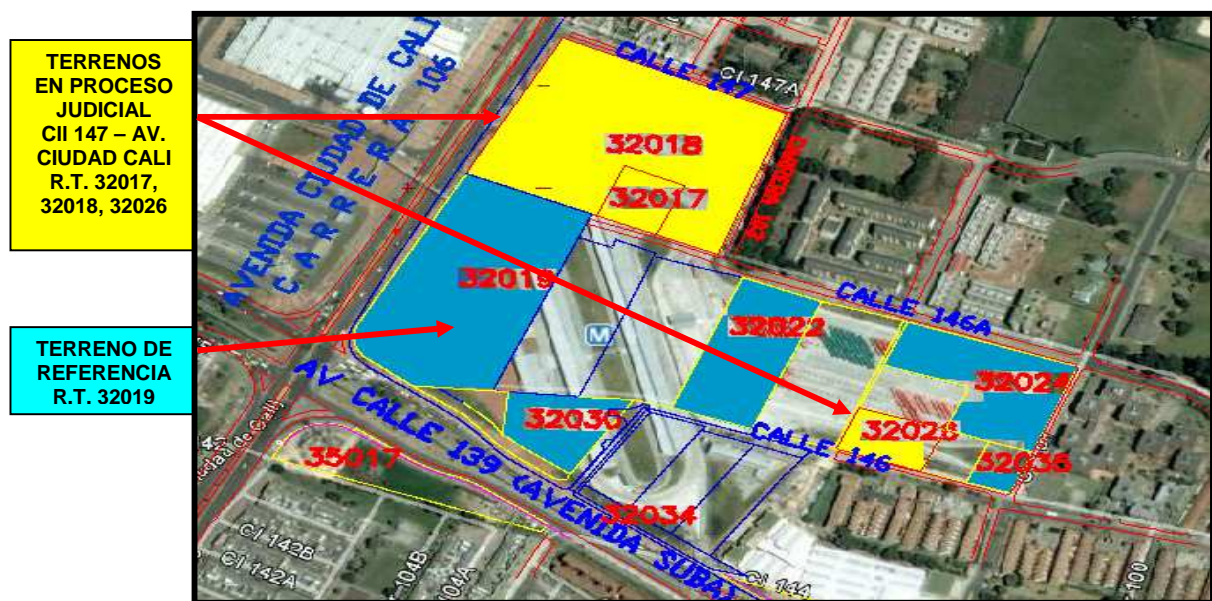 TERRENOS
EN PROCESO
JUDICIAL
Cll 147 – AV.
CIUDAD CALI
R.T. 32017,
32018, 32026
TERRENO DE
REFERENCIA
R.T. 32019
AVENIDA CIUDAD DE CALI
CARRERA 106
CALLE 147
Cl 147A
32018
32017
32019
M
32022
CALLE 146A
32024
32026
32038
CALLE 146
32030
35017
32034
AV CALLE 139 (AVENIDA SUBA)
Cl 142B
Cl 142A
104B
104A
Cl 144
100